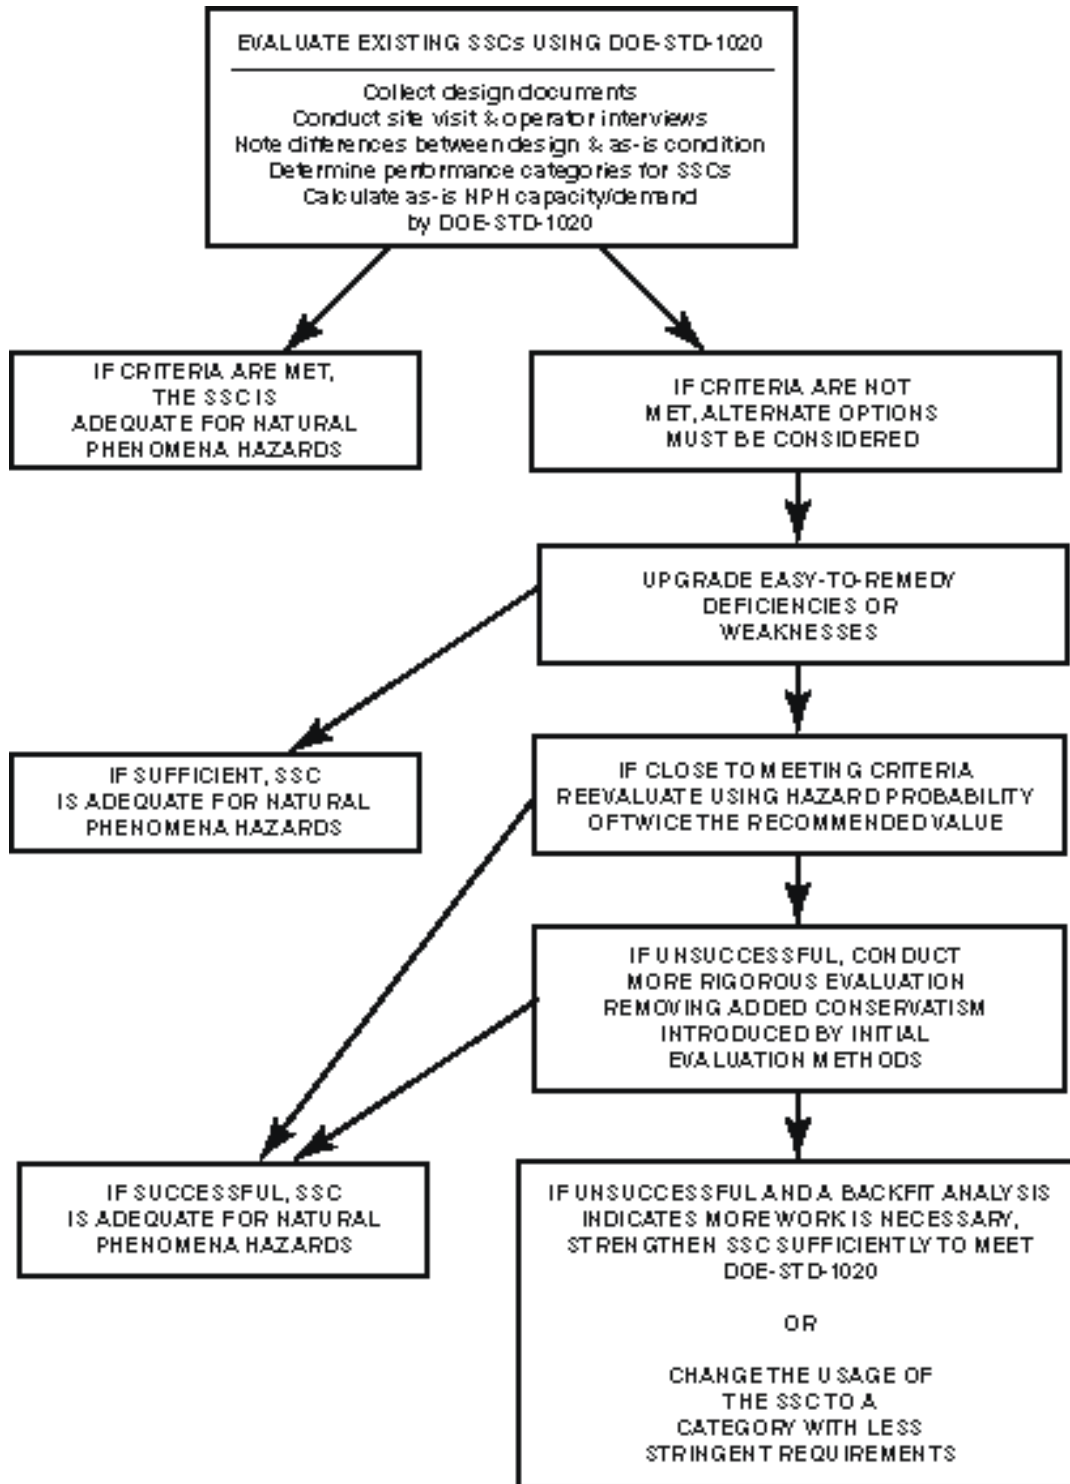 EVALUATE EXISTING SSCs USING DOE-STD-1020
Collect design documents
Conduct site visit & operator interviews
Note differences between design & as-is condition
Determine performance categories for SSCs
Calculate as-is NPH capacity/demand
by DOE-STD-1020
IF CRITERIA ARE MET,
THE SSC IS
ADEQUATE FOR NATURAL
PHENOMENA HAZARDS
IF CRITERIA ARE NOT
MET, ALTERNATE OPTIONS
MUST BE CONSIDERED
UPGRADE EASY-TO-REMEDY
DEFICIENCIES OR
WEAKNESSES
IF SUFFICIENT, SSC
IS ADEQUATE FOR NATURAL
PHENOMENA HAZARDS
IF CLOSE TO MEETING CRITERIA
REEVALUATE USING HAZARD PROBABILITY
OF TWICE THE RECOMMENDED VALUE
IF UNSUCCESSFUL, CONDUCT
MORE RIGOROUS EVALUATION
REMOVING ADDED CONSERVATISM
INTRODUCED BY INITIAL
EVALUATION METHODS
IF SUCCESSFUL, SSC
IS ADEQUATE FOR NATURAL
PHENOMENA HAZARDS
IF UNSUCCESSFUL AND A BACKFIT ANALYSIS
INDICATES MORE WORK IS NECESSARY,
STRENGTHEN SSC SUFFICIENTLY TO MEET
DOE-STD-1020
OR
CHANGE THE USAGE OF
THE SSC TO A
CATEGORY WITH LESS
STRINGENT REQUIREMENTS